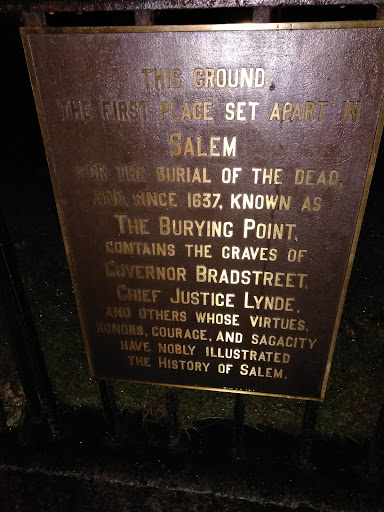 THIS GROUND,
THE FIRST PLACE SET APART IN
SALEM
FOR THE BURIAL OF THE DEAD,
AND, SINCE 1637, KNOWN AS
THE BURYING POINT,
CONTAINS THE GRAVES OF
GOVERNOR BRADSTREET,
CHIEF JUSTICE LYNDE,
AND OTHERS WHOSE VIRTUES,
HONORS, COURAGE, AND SAGACITY
HAVE NOBLY ILLUSTRATED
THE HISTORY OF SALEM.